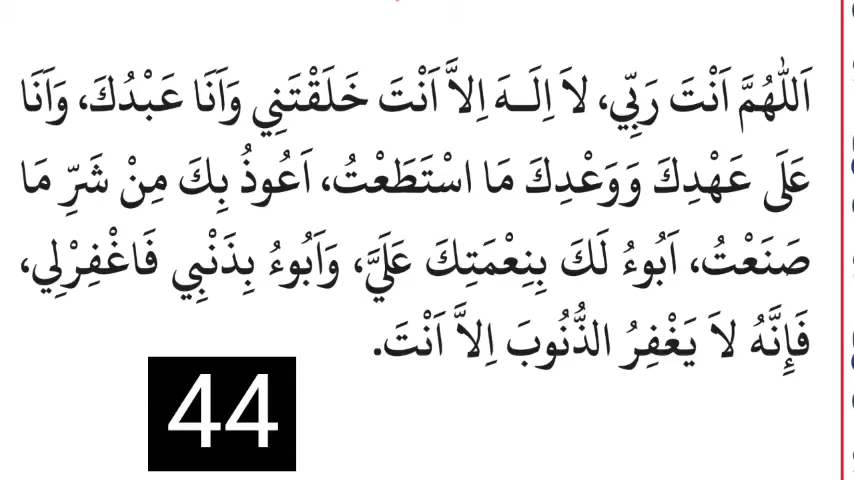 اَللّٰهُمَّ اَنْتَ رَبِّي، لاَ اِلَـهَ اِلاَّ اَنْتَ خَلَقْتَنِي وَاَنَا عَبْدُكَ، وَاَنَا
عَلَى عَهْدِكَ وَوَعْدِكَ مَا اسْتَطَعْتُ، اَعُوذُ بِكَ مِنْ شَرِّ مَا
صَنَعْتُ، اَبُوءُ لَكَ بِنِعْمَتِكَ عَلَيَّ، وَاَبُوءُ بِذَنْبِي فَاغْفِرْلِي،
فَإِنَّهُ لاَ يَغْفِرُ الذُّنُوبَ اِلاَّ اَنْتَ.
44